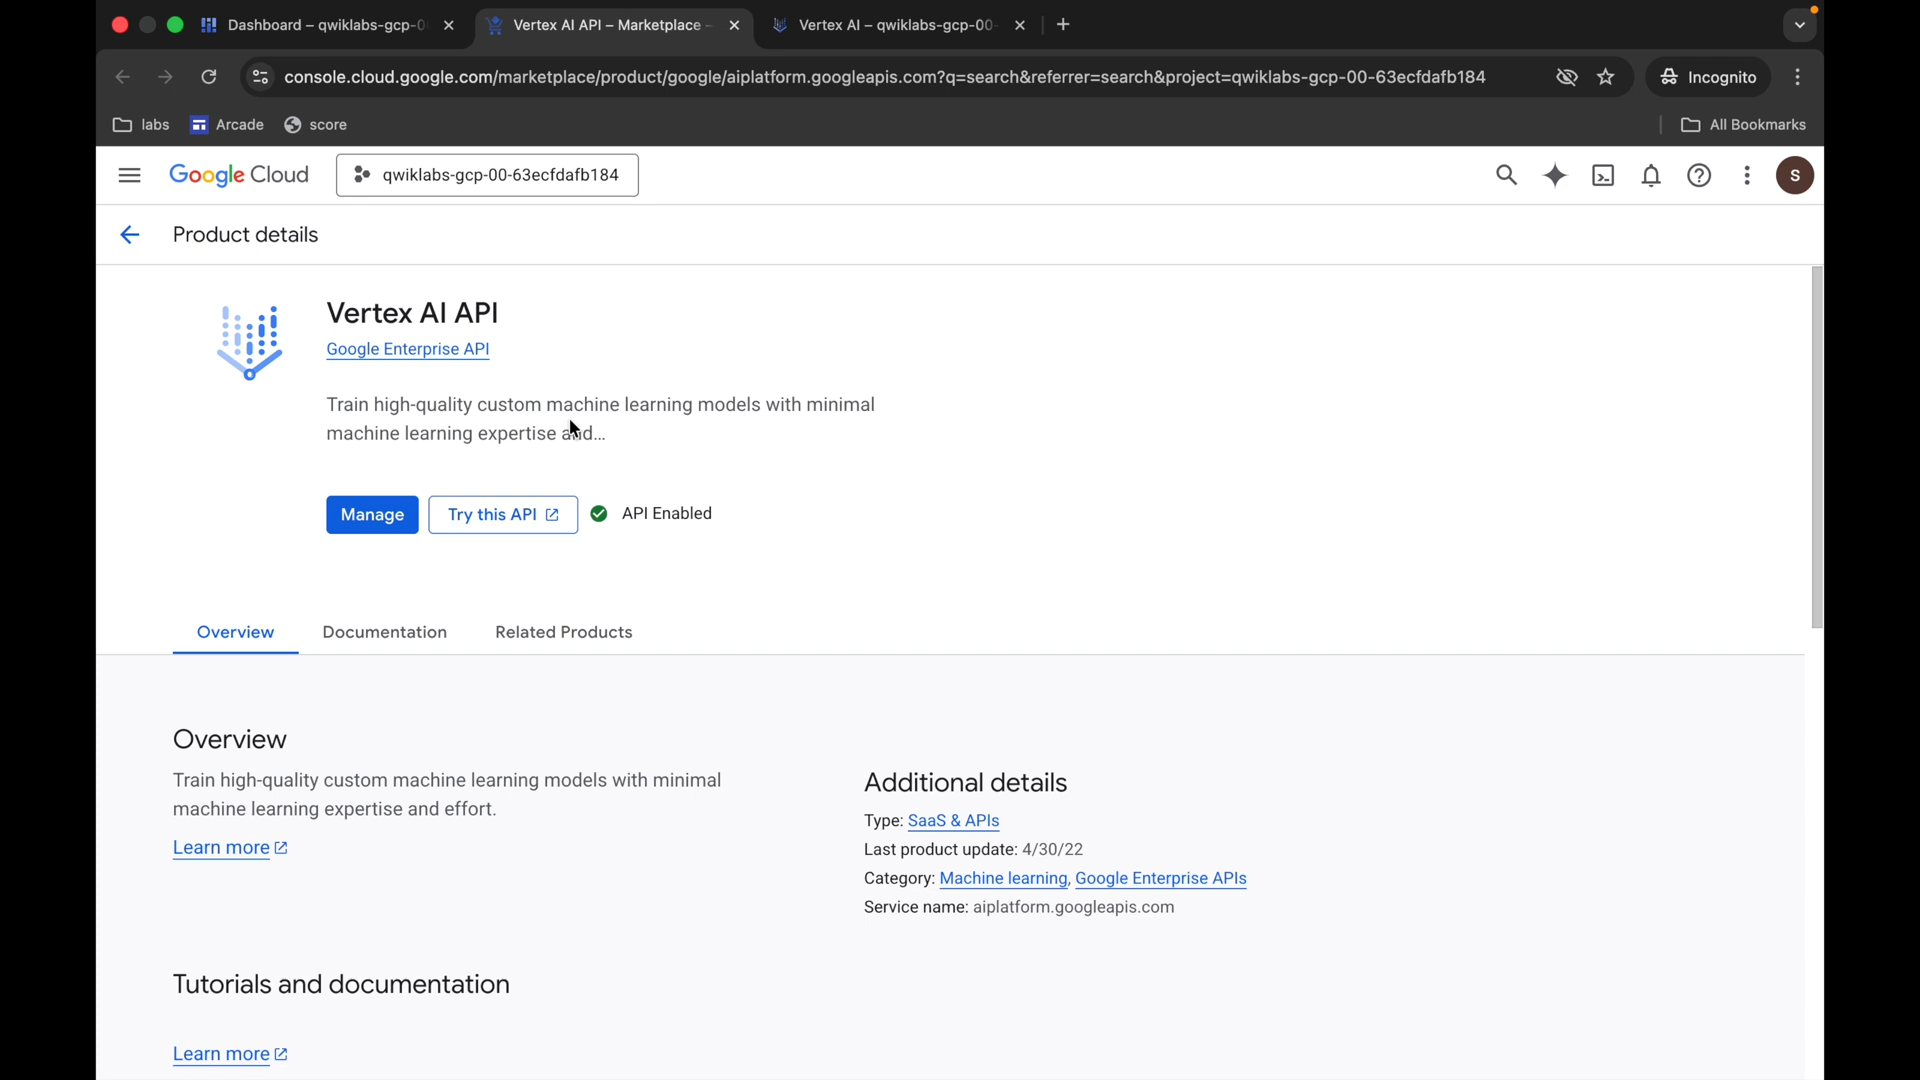 Dashboard – qwiklabs-gcp-0
Vertex AI API – Marketplace –
Vertex AI – qwiklabs-gcp-00-
console.cloud.google.com/marketplace/product/google/aiplatform.googleapis.com?q=search&referrer=search&project=qwiklabs-gcp-00-63ecfdafb184
Incognito
labs
Arcade
score
All Bookmarks
Google Cloud
qwiklabs-gcp-00-63ecfdafb184
S
Product details
Vertex AI API
Google Enterprise API
Train high-quality custom machine learning models with minimal
machine learning expertise and...
Manage
Try this API
API Enabled
Overview
Documentation
Related Products
Overview
Train high-quality custom machine learning models with minimal
machine learning expertise and effort.
Learn more
Additional details
Type: SaaS & APIs
Last product update: 4/30/22
Category: Machine learning, Google Enterprise APIs
Service name: aiplatform.googleapis.com
Tutorials and documentation
Learn more